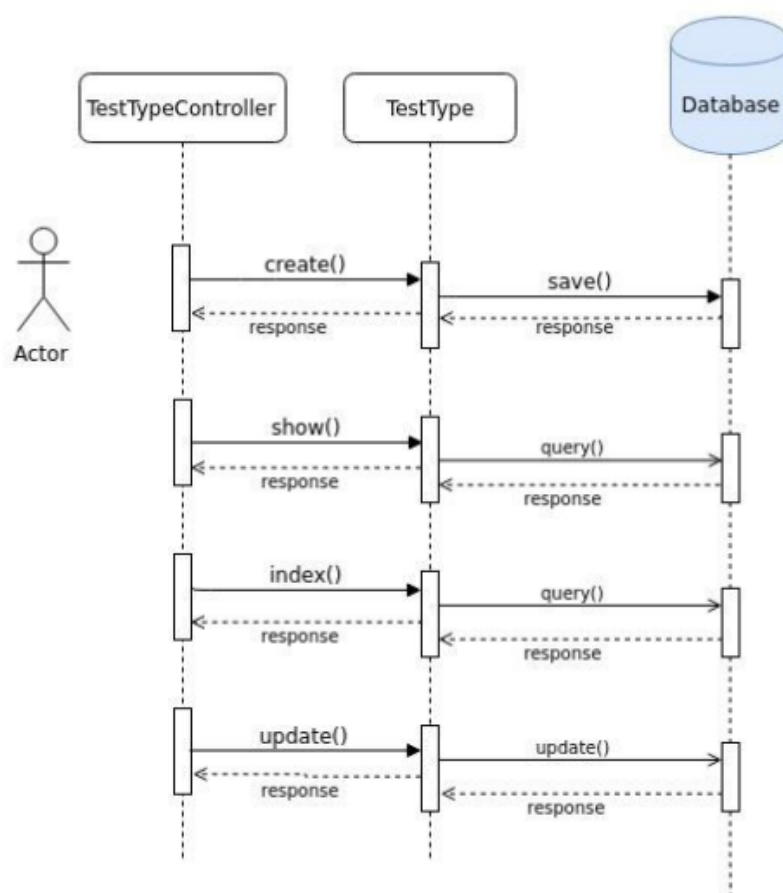 TestTypeController
TestType
Database
Actor
create()
save()
response
response
show()
query()
response
response
index()
query()
response
response
update()
update()
response
response